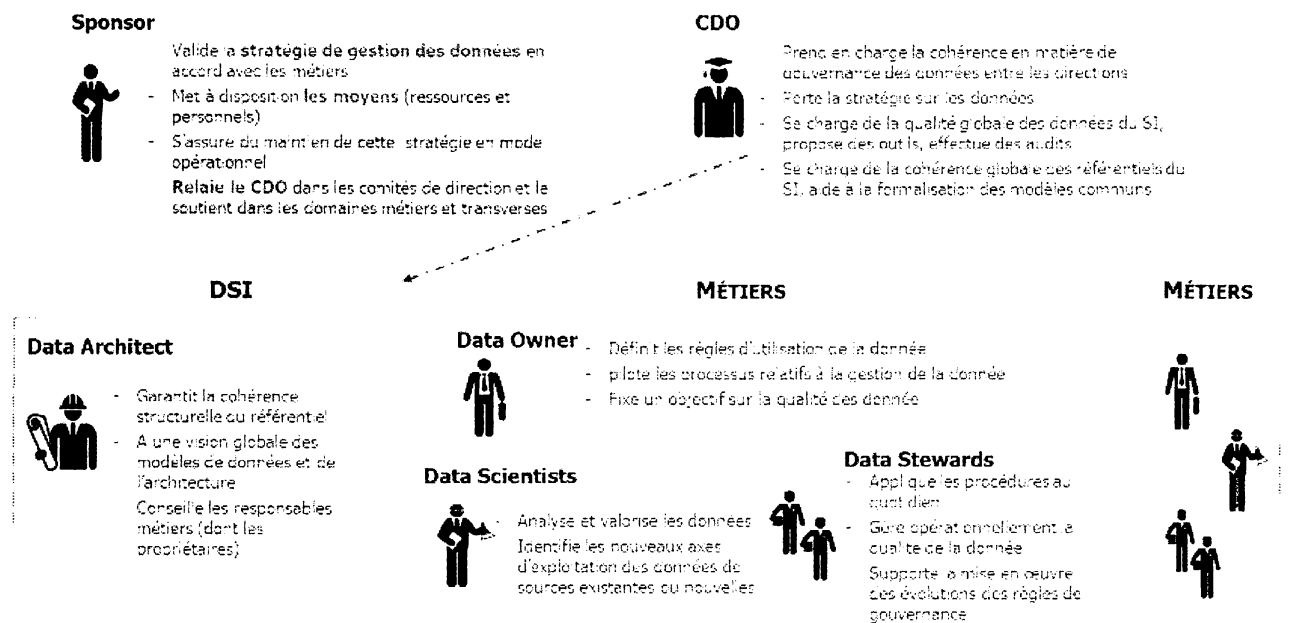 Sponsor
Valide la stratégie de gestion des données en
accord avec les métiers
- Met à disposition les moyens (ressources et
personnels)
- S'assure du maintien de cette stratégie en mode
opérationnel
Relaie le CDO dans les comités de direction et le
soutient dans les domaines métiers et transverses
CDO
Prend en charge la cohérence en matière de
gouvernance des données entre les directions
- Porte la stratégie sur les données
- Se charge de la qualité globale des données du SI,
propose des outils, effectue des audits
- Se charge de la cohérence globale des référentiels du
SI, aide à la formalisation des modèles communs
DSI
Data Architect
- Garantit la cohérence
structurelle du référentiel
- A une vision globale des
modèles de données et de
l'architecture
Conseille les responsables
métiers (dont les
propriétaires)
MÉTIERS
Data Owner
- Définit les règles d'utilisation de la donnée
- pilote les processus relatifs à la gestion de la donnée
- Fixe un objectif sur la qualité des donnée
Data Scientists
- Analyse et valorise les données
Identifie les nouveaux axes
d'exploitation des données de
sources existantes ou nouvelles
Data Stewards
- Applique les procédures au
quotidien
- Gère opérationnellement la
qualité de la donnée
Supporte la mise en œuvre
des évolutions des règles de
gouvernance
MÉTIERS